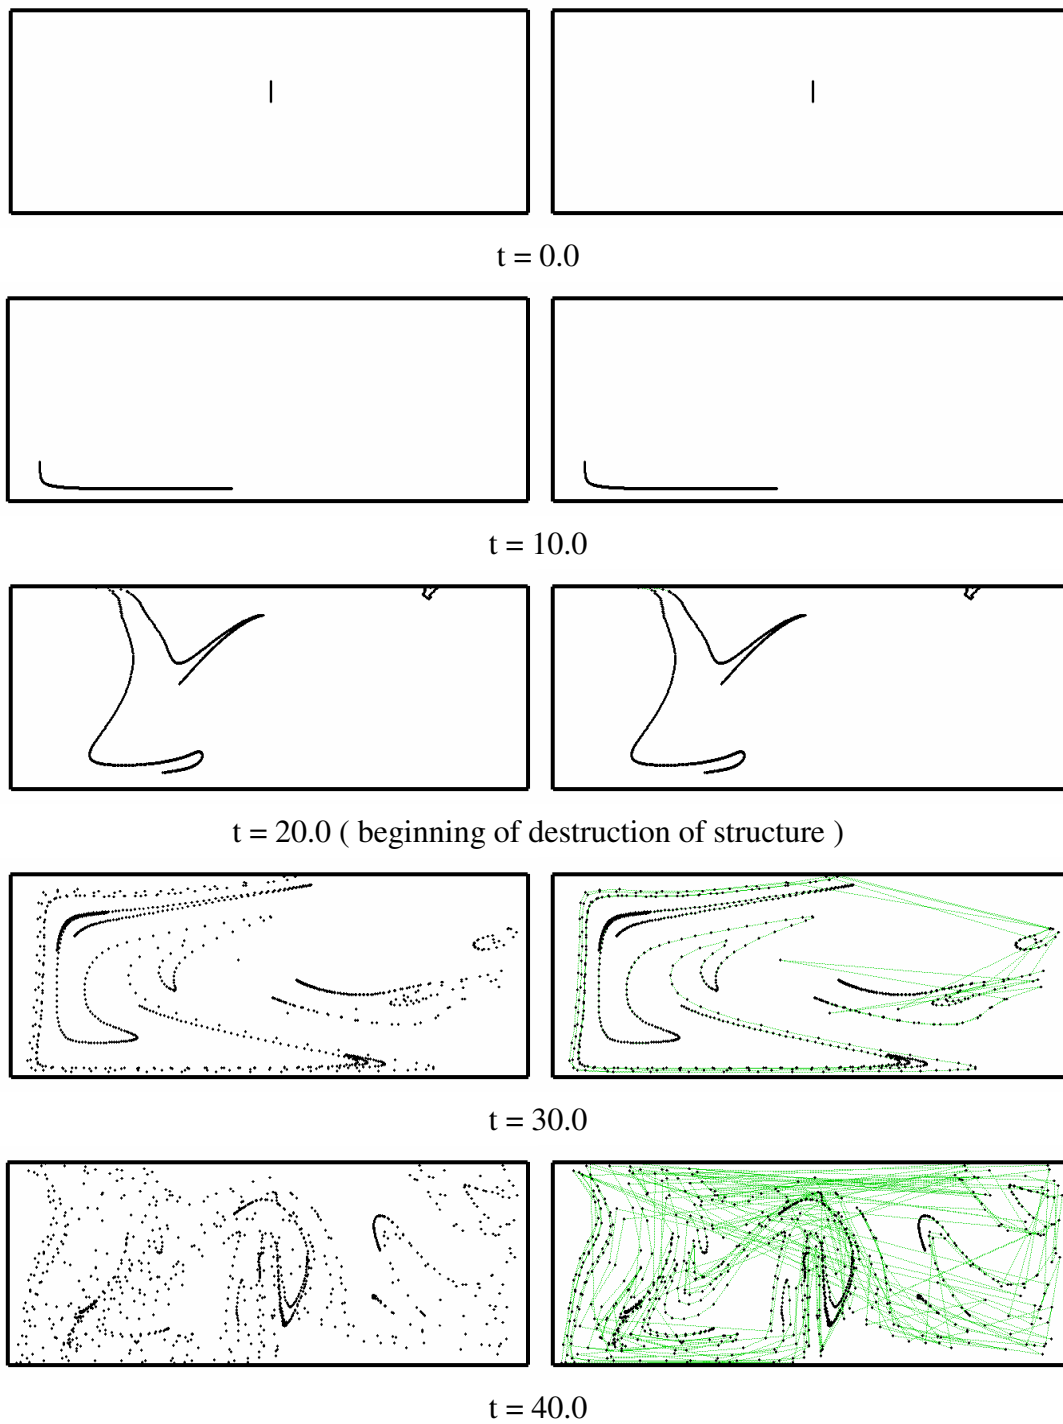 t = 0.0
t = 10.0
t = 20.0 ( beginning of destruction of structure )
t = 30.0
t = 40.0